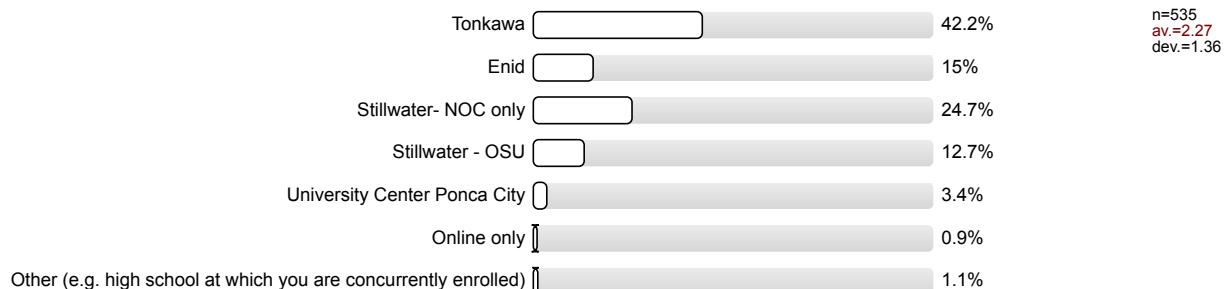 Tonkawa 42.2%
n=535
av.=2.27
dev.=1.36
Enid 15%
Stillwater- NOC only 24.7%
Stillwater - OSU 12.7%
University Center Ponca City 3.4%
Online only 0.9%
Other (e.g. high school at which you are concurrently enrolled) 1.1%